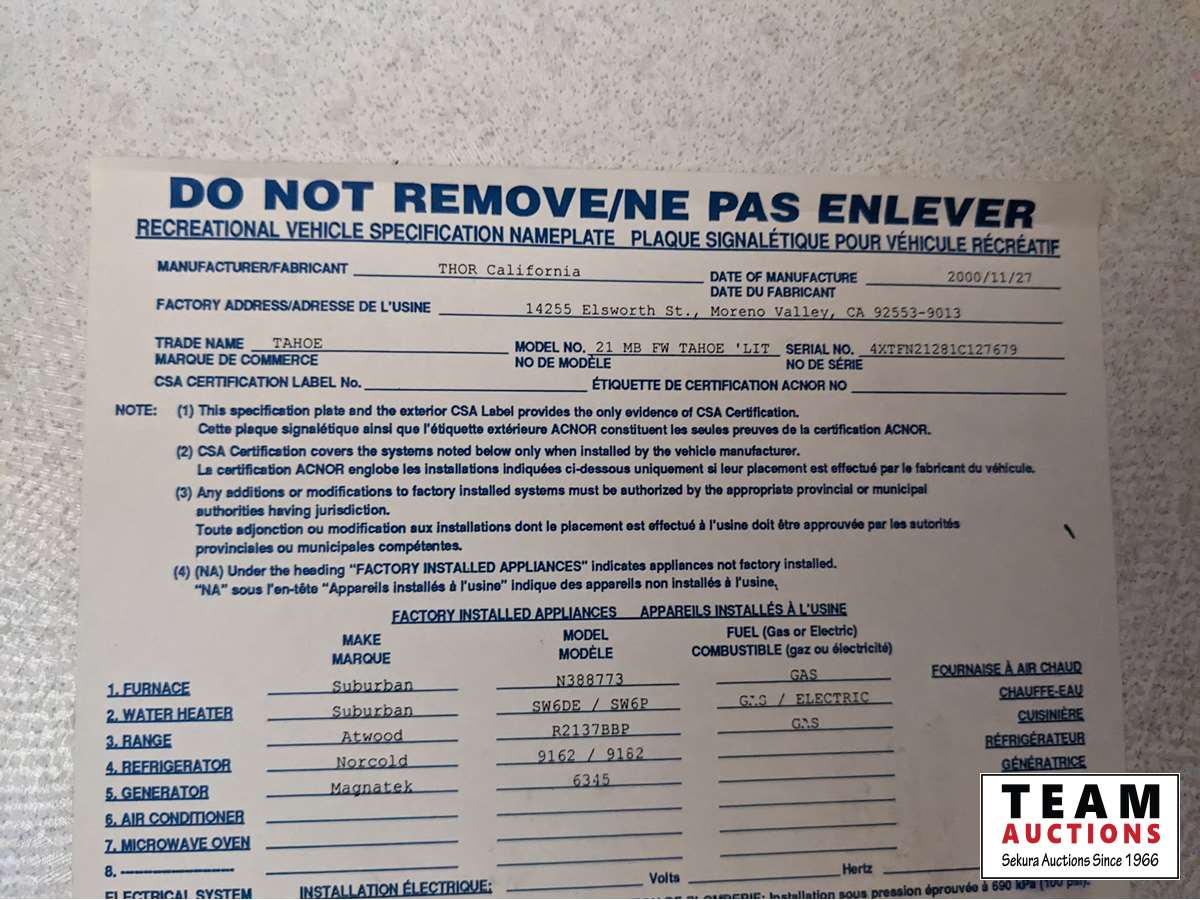 DO NOT REMOVE/NE PAS ENLEVER
RECREATIONAL VEHICLE SPECIFICATION NAMEPLATE PLAQUE SIGNALÉTIQUE POUR VÉHICULE RÉCRÉATIF
MANUFACTURER/FABRICANT THOR California DATE OF MANUFACTURE 2000/11/27
DATE DU FABRICANT
FACTORY ADDRESS/ADRESSE DE L'USINE 14255 Elsworth St., Moreno Valley, CA 92553-9013
TRADE NAME TAHOE MODEL NO. 21 MB FW TAHOE 'LIT SERIAL NO. 4XTFN21281C127679
MARQUE DE COMMERCE NO DE MODÈLE NO DE SÉRIE
CSA CERTIFICATION LABEL No. ÉTIQUETTE DE CERTIFICATION ACNOR NO
NOTE: (1) This specification plate and the exterior CSA Label provides the only evidence of CSA Certification.
Cette plaque signalétique ainsi que l'étiquette extérieure ACNOR constituent les seules preuves de la certification ACNOR.
(2) CSA Certification covers the systems noted below only when installed by the vehicle manufacturer.
La certification ACNOR englobe les installations indiquées ci-dessous uniquement si leur placement est effectué par le fabricant du véhicule.
(3) Any additions or modifications to factory installed systems must be authorized by the appropriate provincial or municipal
authorities having jurisdiction.
Toute adjonction ou modification aux installations dont le placement est effectué à l'usine doit être approuvée par les autorités
provinciales ou municipales compétentes.
(4) (NA) Under the heading "FACTORY INSTALLED APPLIANCES" indicates appliances not factory installed.
"NA" sous l'en-tête "Appareils installés à l'usine" indique des appareils non installés à l'usine.
FACTORY INSTALLED APPLIANCES APPAREILS INSTALLÉS À L'USINE
MAKE MODEL FUEL (Gas or Electric)
MARQUE MODÈLE COMBUSTIBLE (gaz ou électricité)
1. FURNACE Suburban N388773 GAS FOURNAISE À AIR CHAUD
2. WATER HEATER Suburban SW6DE / SW6P GAS / ELECTRIC CHAUFFE-EAU
3. RANGE Atwood R2137BBP GAS CUISINIÈRE
4. REFRIGERATOR Norcold 9162 / 9162 RÉFRIGÉRATEUR
5. GENERATOR Magnatek 6345 GÉNÉRATRICE
6. AIR CONDITIONER
7. MICROWAVE OVEN
8.
ELECTRICAL SYSTEM INSTALLATION ÉLECTRIQUE: Volts Hertz
DE PLOMBERIE: Installation sous pression éprouvée à 690 kPa (100 psi).
TEAM
AUCTIONS
Sekura Auctions Since 1966